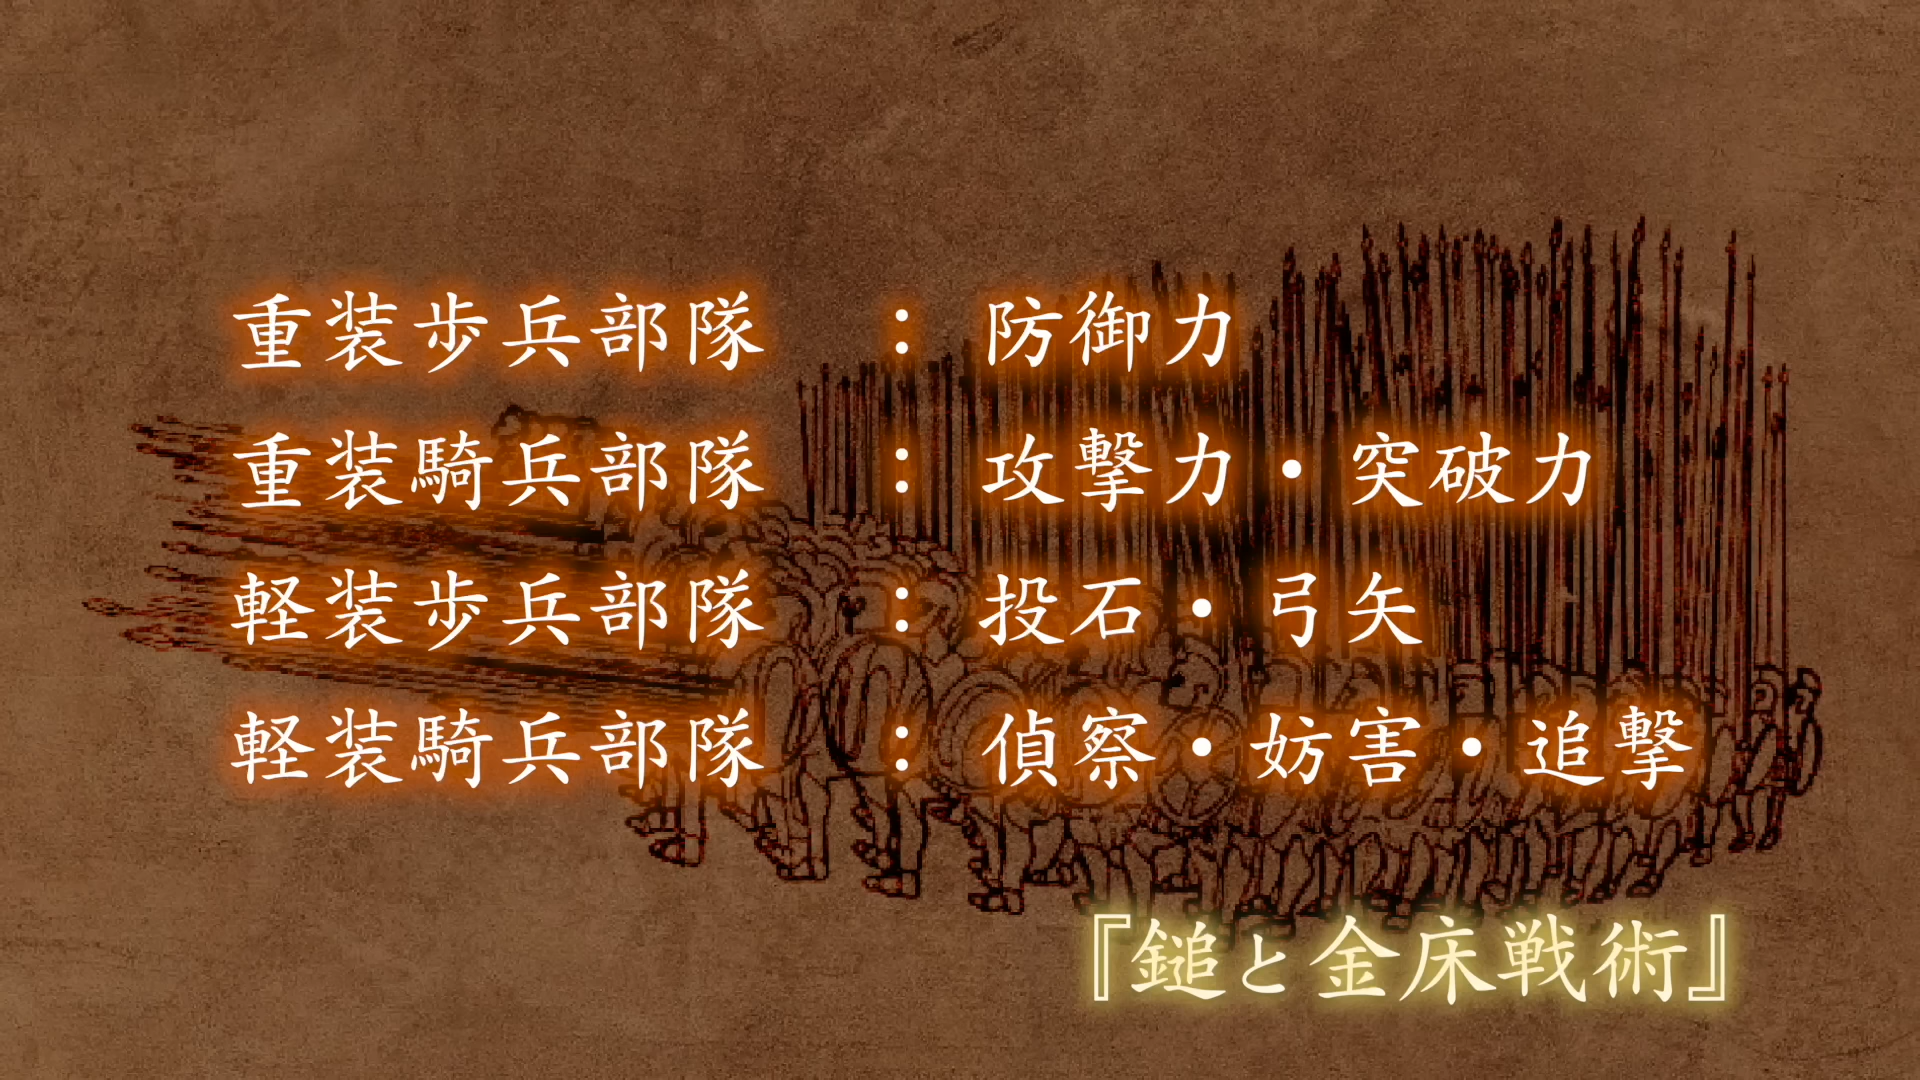 重装歩兵部隊 : 防御力
重装騎兵部隊 : 攻撃力・突破力
軽装歩兵部隊 : 投石・弓矢
軽装騎兵部隊 : 偵察・妨害・追撃
『鎚と金床戦術』